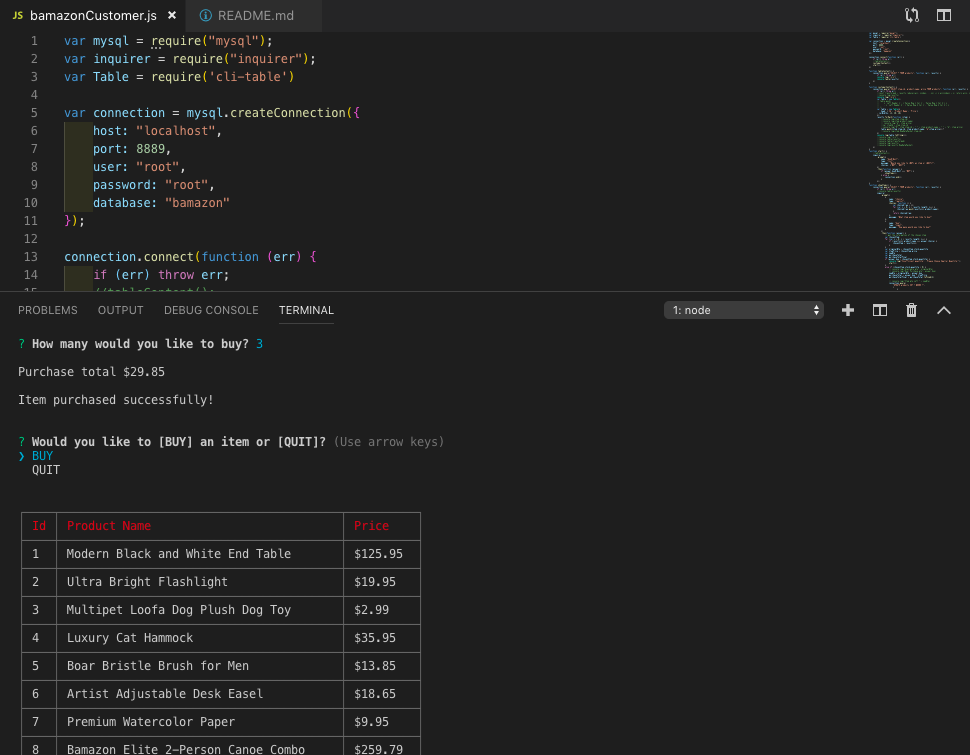 JS bamazonCustomer.js × README.md
1 var mysql = require("mysql");
2 var inquirer = require("inquirer");
3 var Table = require('cli-table')
4
5 var connection = mysql.createConnection({
6 host: "localhost",
7 port: 8889,
8 user: "root",
9 password: "root",
10 database: "bamazon"
11 });
12
13 connection.connect(function (err) {
14 if (err) throw err;
PROBLEMS OUTPUT DEBUG CONSOLE TERMINAL 1: node
? How many would you like to buy? 3
Purchase total $29.85
Item purchased successfully!
? Would you like to [BUY] an item or [QUIT]? (Use arrow keys)
❯ BUY
QUIT
Id Product Name Price
1 Modern Black and White End Table $125.95
2 Ultra Bright Flashlight $19.95
3 Multipet Loofa Dog Plush Dog Toy $2.99
4 Luxury Cat Hammock $35.95
5 Boar Bristle Brush for Men $13.85
6 Artist Adjustable Desk Easel $18.65
7 Premium Watercolor Paper $9.95
8 Bamazon Elite 2-Person Canoe Combo $259.79